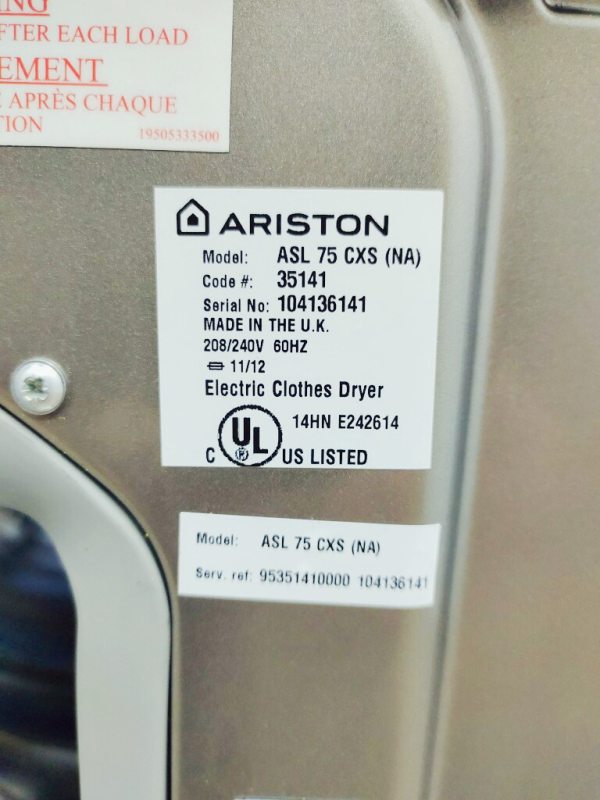 NG
FTER EACH LOAD
EMENT
E APRÈS CHAQUE
TION
19505333500
ARISTON
Model: ASL 75 CXS (NA)
Code #: 35141
Serial No: 104136141
MADE IN THE U.K.
208/240V 60HZ
11/12
Electric Clothes Dryer
14HN E242614
C UL US LISTED
Model: ASL 75 CXS (NA)
Serv. ref: 95351410000 104136141